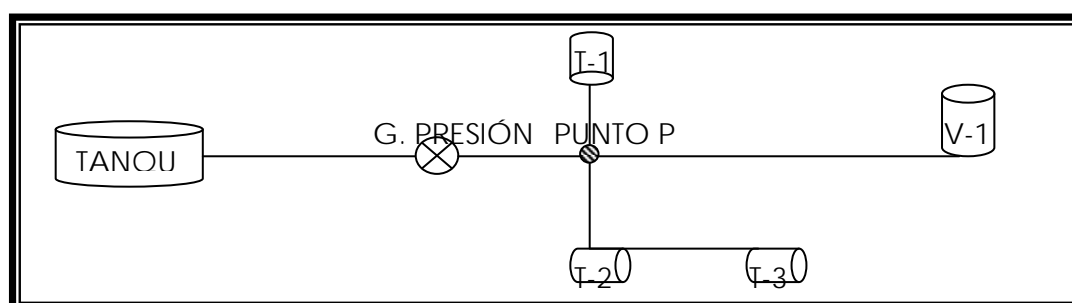 T-1
G. PRESIÓN PUNTO P
V-1
TANQU
T-2
T-3